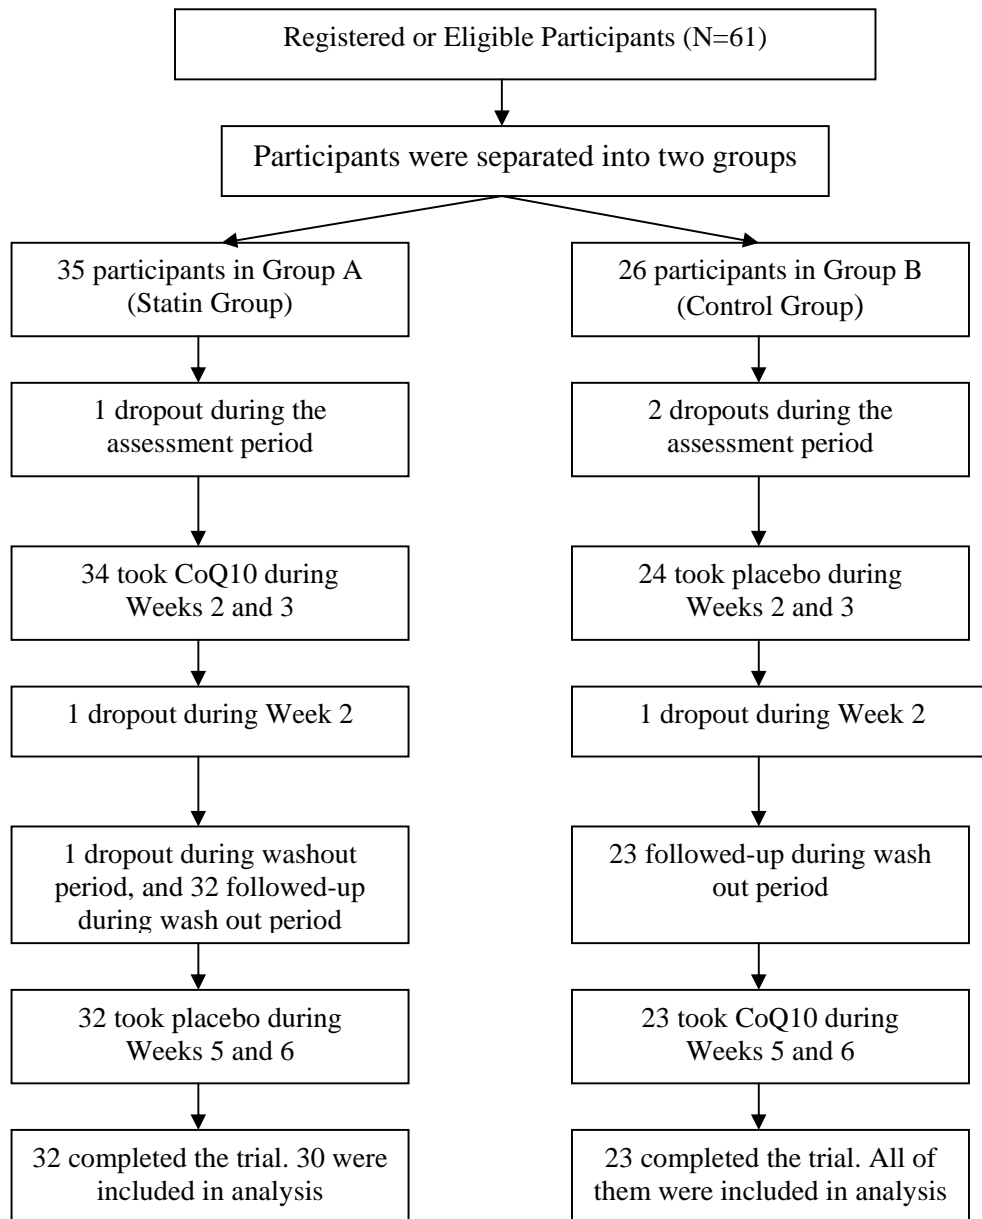 Registered or Eligible Participants (N=61)
Participants were separated into two groups
35 participants in Group A
(Statin Group)
26 participants in Group B
(Control Group)
1 dropout during the
assessment period
2 dropouts during the
assessment period
34 took CoQ10 during
Weeks 2 and 3
24 took placebo during
Weeks 2 and 3
1 dropout during Week 2
1 dropout during Week 2
1 dropout during washout
period, and 32 followed-up
during wash out period
23 followed-up during wash
out period
32 took placebo during
Weeks 5 and 6
23 took CoQ10 during
Weeks 5 and 6
32 completed the trial. 30 were
included in analysis
23 completed the trial. All of
them were included in analysis